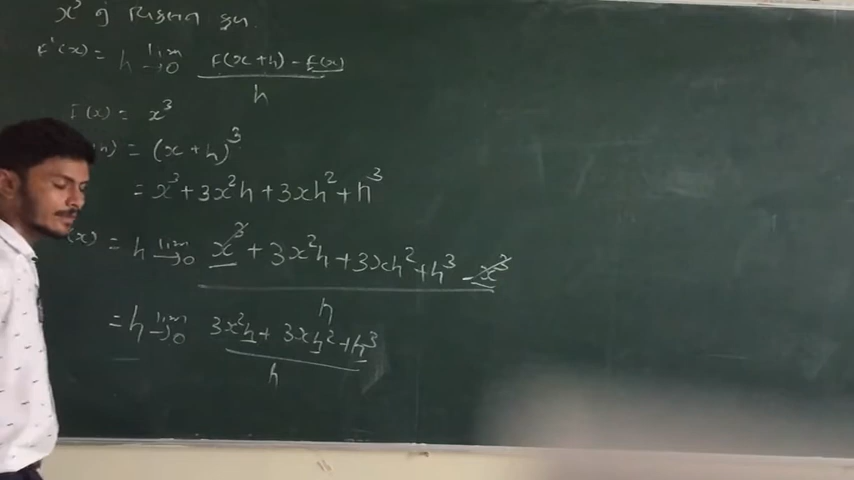 x³
F'(x) = h lim→0 F(x+h) - F(x) / h
F(x) = x³
h) = (x + h)³
= x³ + 3x²h + 3xh² + h³
(x) = h lim→0 x³ + 3x²h + 3xh² + h³ - x³ / h
= h lim→0 3x²h + 3xh² + h³ / h